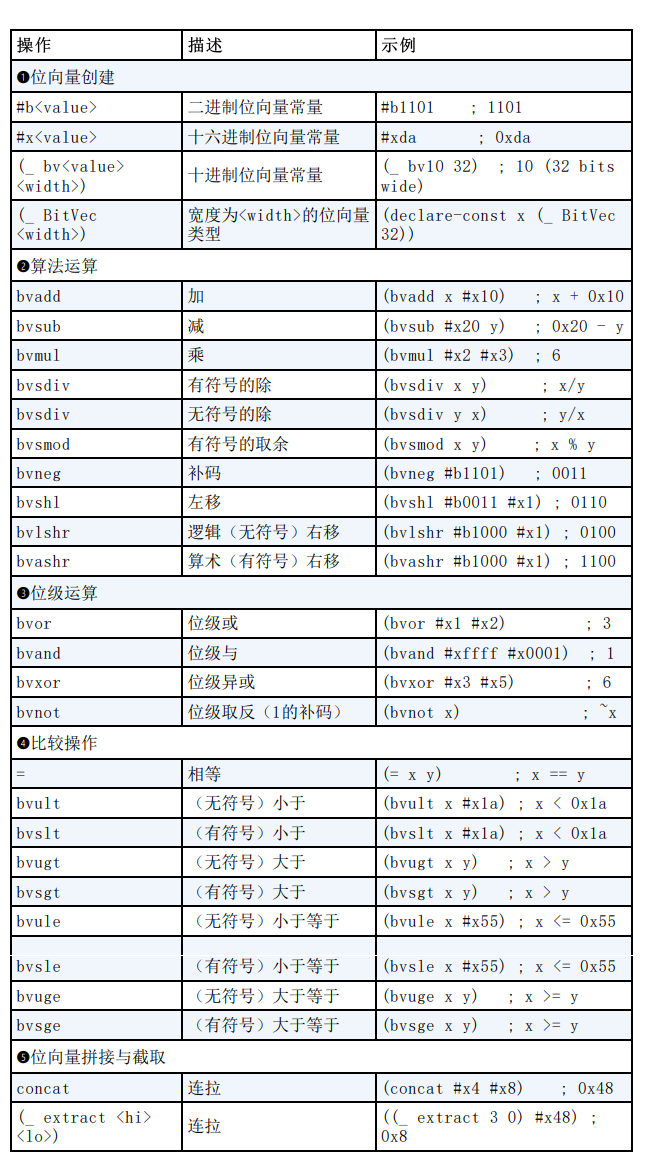 操作 描述 示例
❶位向量创建
#b<value> 二进制位向量常量 #b1101 ; 1101
#x<value> 十六进制位向量常量 #xda ; 0xda
(_ bv<value>
<width>) 十进制位向量常量 (_ bv10 32) ; 10 (32 bits
wide)
(_ BitVec
<width>) 宽度为<width>的位向量
类型 (declare-const x (_ BitVec
32))
❷算法运算
bvadd 加 (bvadd x #x10) ; x + 0x10
bvsub 减 (bvsub #x20 y) ; 0x20 - y
bvmul 乘 (bvmul #x2 #x3) ; 6
bvsdiv 有符号的除 (bvsdiv x y) ; x/y
bvsdiv 无符号的除 (bvsdiv y x) ; y/x
bvsmod 有符号的取余 (bvsmod x y) ; x % y
bvneg 补码 (bvneg #b1101) ; 0011
bvshl 左移 (bvshl #b0011 #x1) ; 0110
bvlshr 逻辑（无符号）右移 (bvlshr #b1000 #x1) ; 0100
bvashr 算术（有符号）右移 (bvashr #b1000 #x1) ; 1100
❸位级运算
bvor 位级或 (bvor #x1 #x2) ; 3
bvand 位级与 (bvand #xffff #x0001) ; 1
bvxor 位级异或 (bvxor #x3 #x5) ; 6
bvnot 位级取反（1的补码） (bvnot x) ; ~x
❹比较操作
= 相等 (= x y) ; x == y
bvult （无符号）小于 (bvult x #x1a) ; x < 0x1a
bvslt （有符号）小于 (bvslt x #x1a) ; x < 0x1a
bvugt （无符号）大于 (bvugt x y) ; x > y
bvsgt （有符号）大于 (bvsgt x y) ; x > y
bvule （无符号）小于等于 (bvule x #x55) ; x <= 0x55
bvsle （有符号）小于等于 (bvsle x #x55) ; x <= 0x55
bvuge （无符号）大于等于 (bvuge x y) ; x >= y
bvsge （有符号）大于等于 (bvsge x y) ; x >= y
❺位向量拼接与截取
concat 连拉 (concat #x4 #x8) ; 0x48
(_ extract <hi>
<lo>) 连拉 ((_ extract 3 0) #x48) ;
0x8